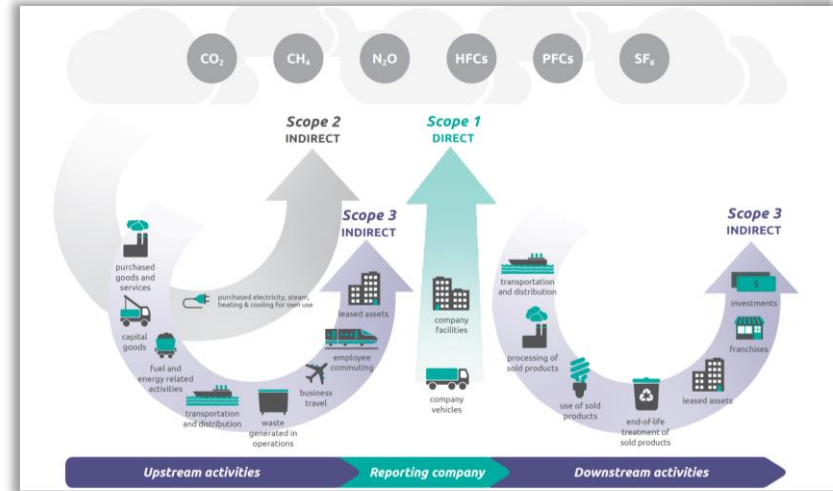 CO₂
CH₄
N₂O
HFCs
PFCs
SF₆
Scope 2
INDIRECT
Scope 1
DIRECT
Scope 3
INDIRECT
Scope 3
INDIRECT
purchased
goods and
services
capital
goods
fuel and
energy related
activities
transportation
and distribution
waste
generated in
operations
business
travel
employee
commuting
leased assets
purchased electricity, steam,
heating & cooling for own use
company
facilities
company
vehicles
transportation
and distribution
processing of
sold products
use of sold
products
end-of-life
treatment of
sold products
leased assets
franchises
$
investments
Upstream activities
Reporting company
Downstream activities